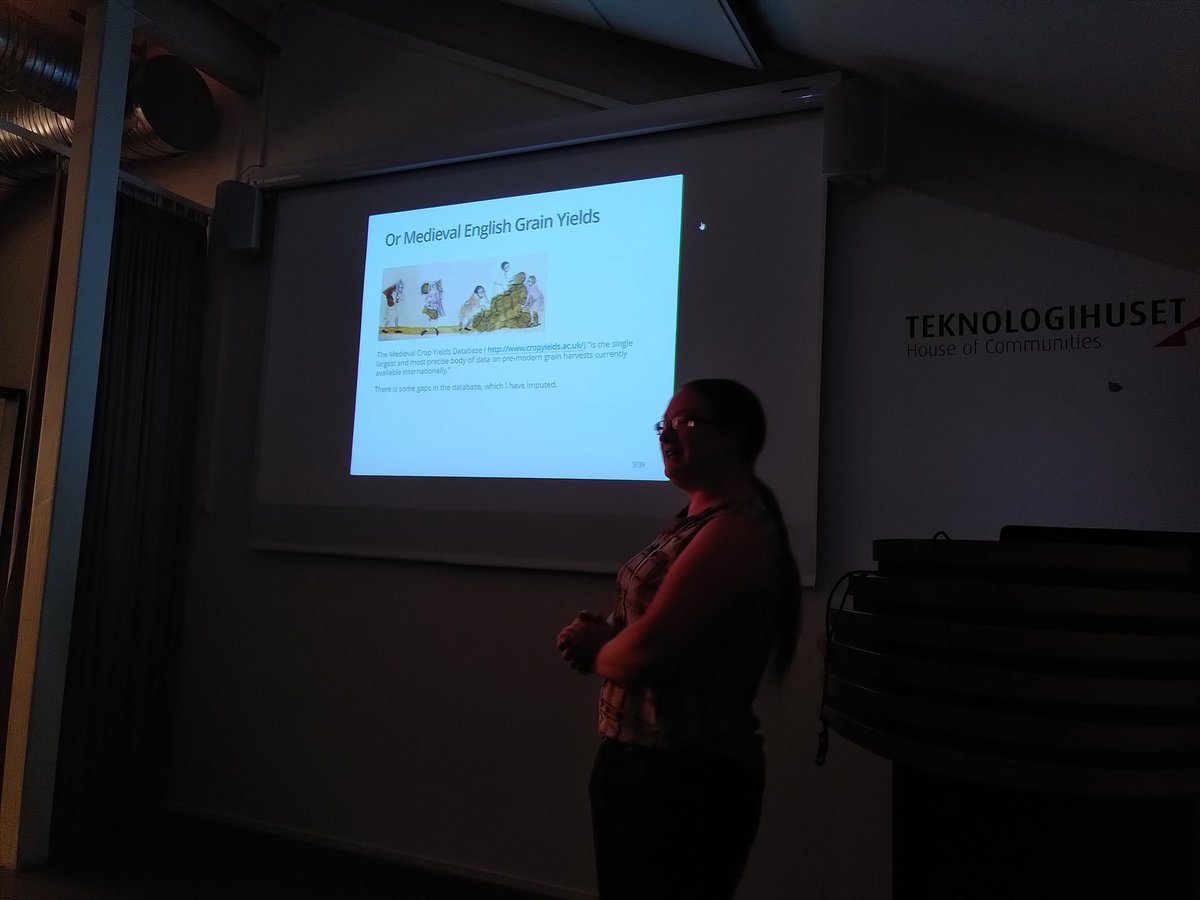 Or Medieval English Grain Yields
The Medieval Crop Yields Database ( http://www.cropyields.ac.uk/) "is the single
largest and most precise body of data on pre-modern grain harvests currently
available internationally."
There is some gaps in the database, which I have imputed.
3/39
TEKNOLOGIHUSET
House of Communities